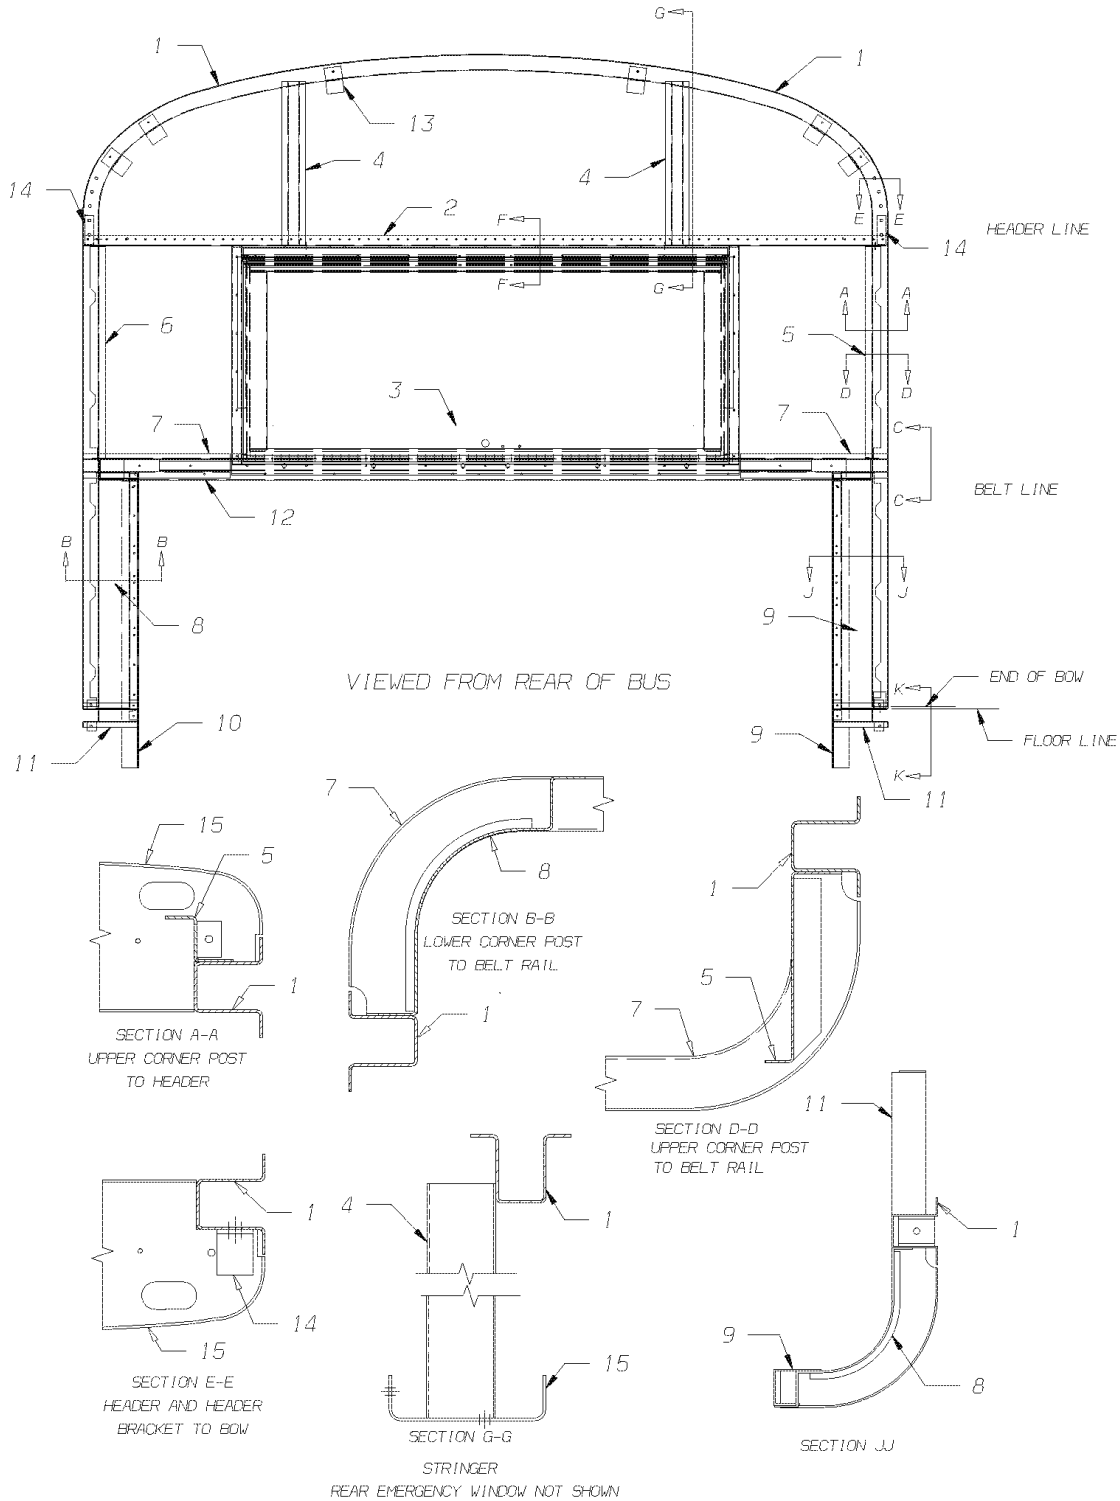 G
1
1
13
4
4
14
2
F
E
E
HEADER LINE
14
F
G
A
A
6
5
3
D
D
7
7
C
BELT LINE
C
12
B
B
J
J
8
9
VIEWED FROM REAR OF BUS
K
END OF BOW
10
9
FLOOR LINE
11
K
11
7
15
5
8
1
SECTION B-B
LOWER CORNER POST
TO BELT RAIL
5
1
1
7
SECTION A-A
UPPER CORNER POST
TO HEADER
11
SECTION D-D
UPPER CORNER POST
TO BELT RAIL
1
4
1
1
14
9
15
15
8
SECTION E-E
HEADER AND HEADER
BRACKET TO BOW
SECTION G-G
SECTION JJ
STRINGER
REAR EMERGENCY WINDOW NOT SHOWN